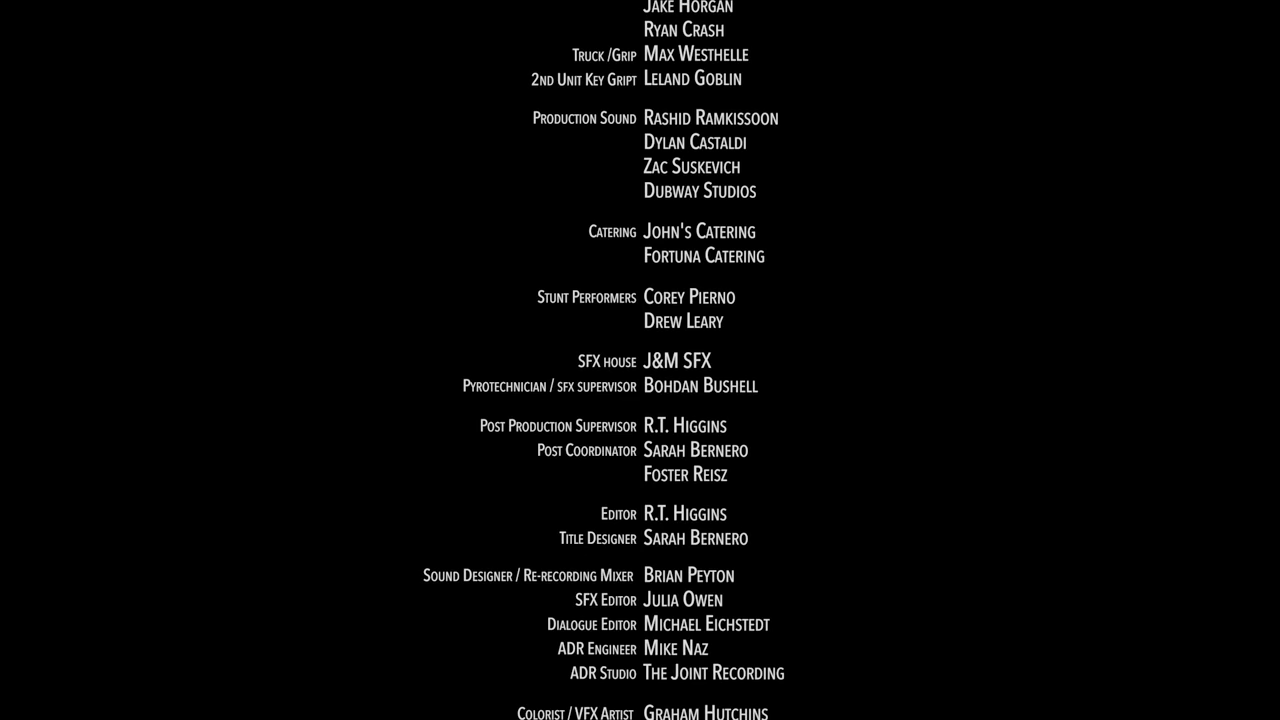 Jake Horgan
Ryan Crash
Truck /Grip Max Westhelle
2nd Unit Key Gript Leland Goblin
Production Sound Rashid Ramkissoon
Dylan Castaldi
Zac Suskevich
Dubway Studios
Catering John's Catering
Fortuna Catering
Stunt Performers Corey Pierno
Drew Leary
SFX house J&M SFX
Pyrotechnician / sfx supervisor Bohdan Bushell
Post Production Supervisor R.T. Higgins
Post Coordinator Sarah Bernero
Foster Reisz
Editor R.T. Higgins
Title Designer Sarah Bernero
Sound Designer / Re-recording Mixer Brian Peyton
SFX Editor Julia Owen
Dialogue Editor Michael Eichstedt
ADR Engineer Mike Naz
ADR Studio The Joint Recording
Colorist / VFX Artist Graham Hutchins